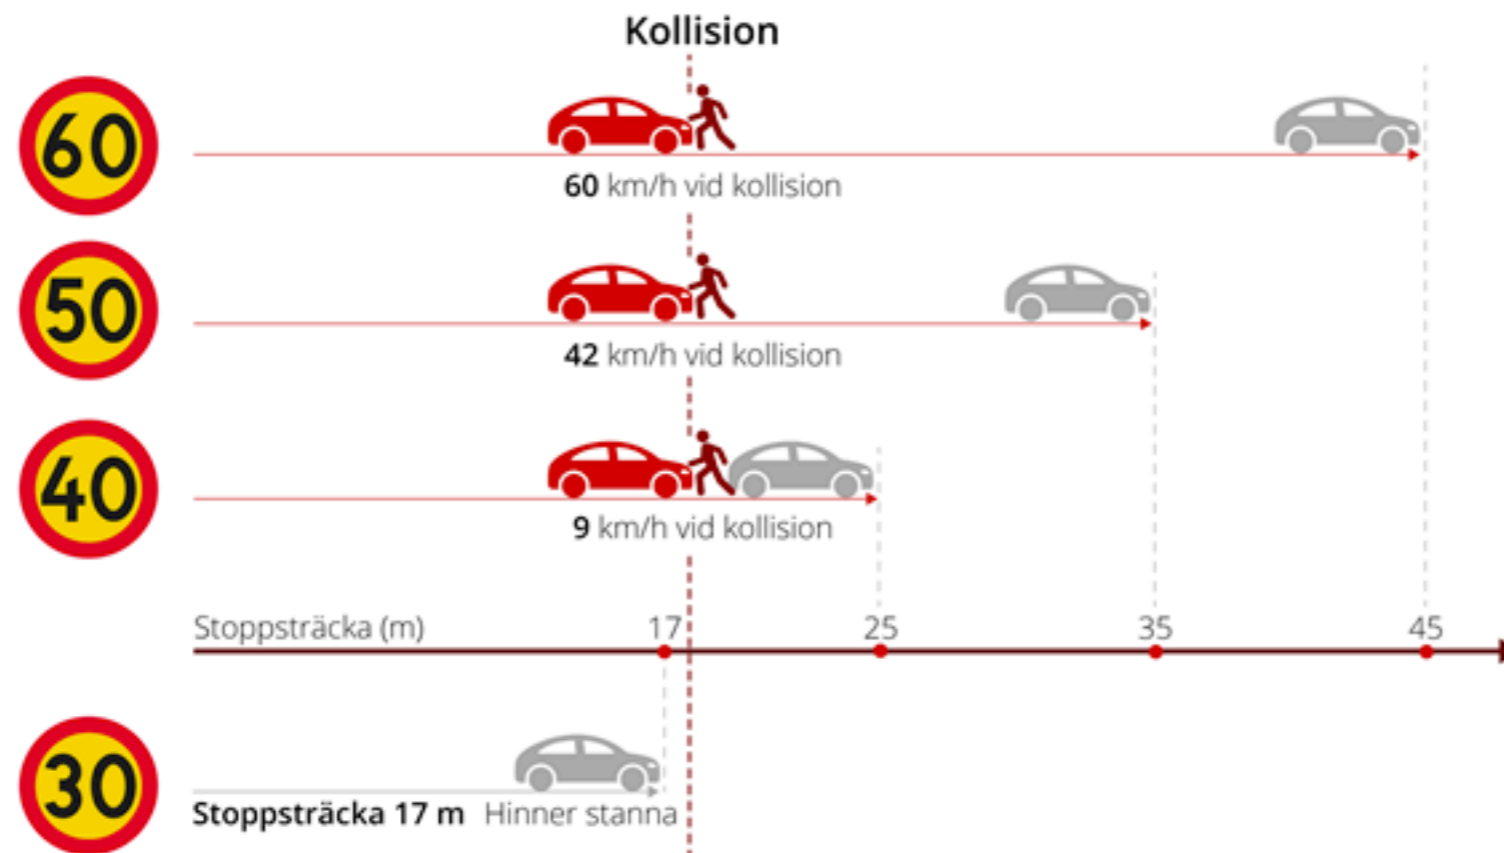 Kollision
60
60 km/h vid kollision
50
42 km/h vid kollision
40
9 km/h vid kollision
Stoppsträcka (m) 17 25 35 45
30
Stoppsträcka 17 m Hinner stanna